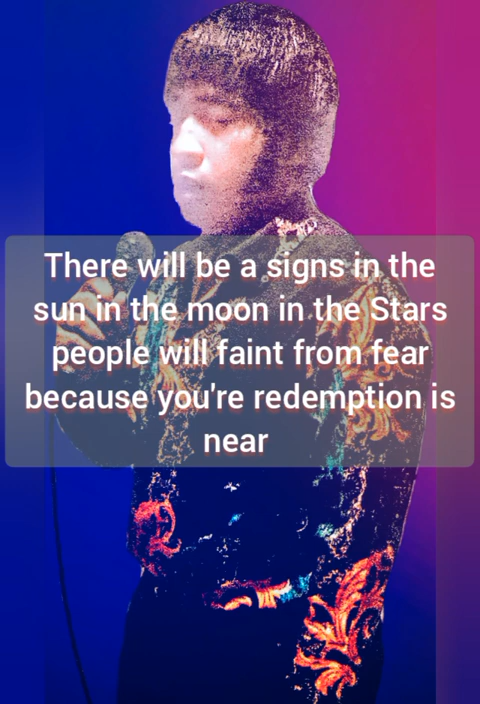 There will be a signs in the
sun in the moon in the Stars
people will faint from fear
because you're redemption is
near